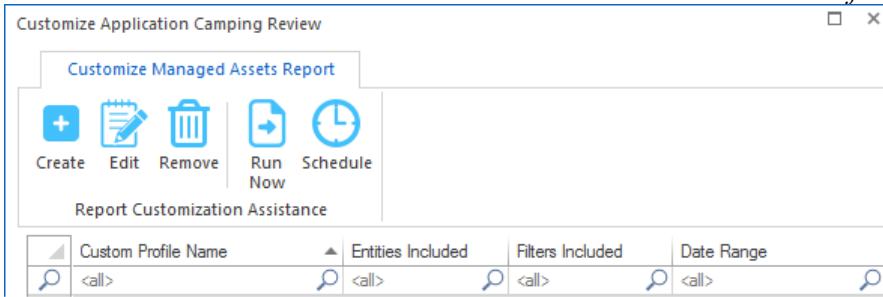 Customize Application Camping Review
Customize Managed Assets Report
Create Edit Remove Run Now Schedule
Report Customization Assistance
Custom Profile Name Entities Included Filters Included Date Range
<all> <all> <all> <all>